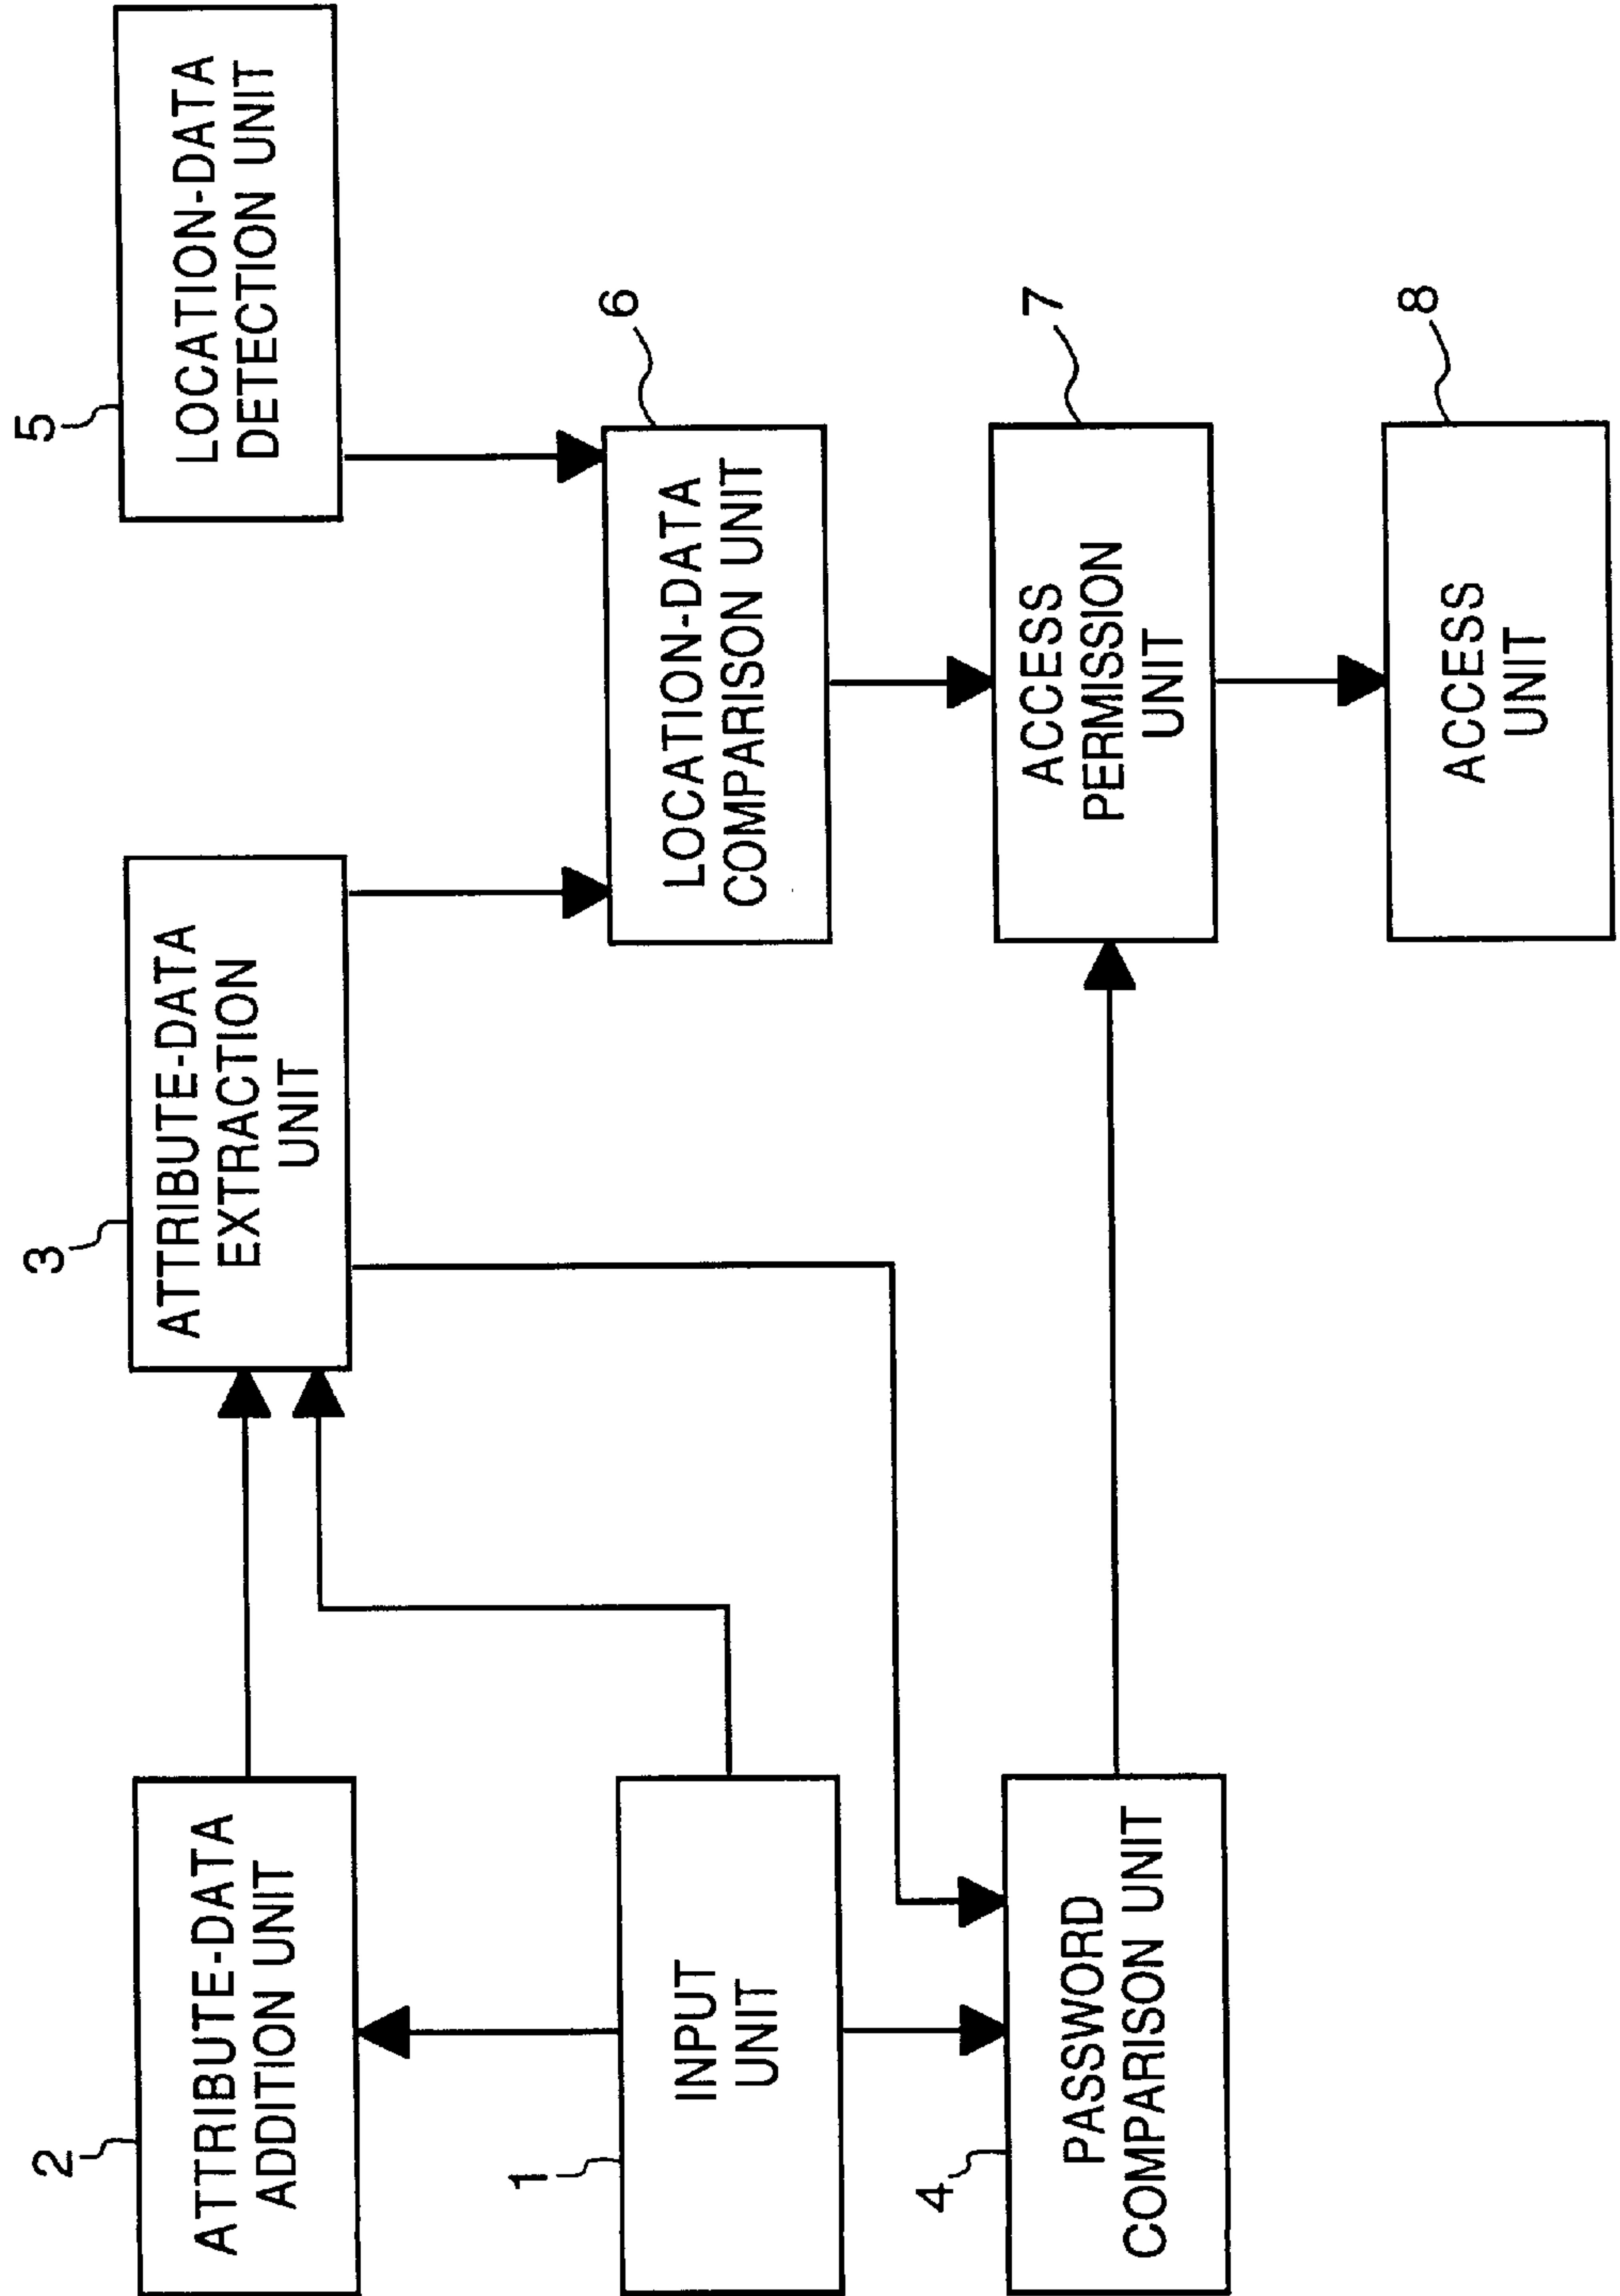 2
ATTRIBUTE-DATA
ADDITION UNIT
3
ATTRIBUTE-DATA
EXTRACTION
UNIT
5
LOCATION-DATA
DETECTION UNIT
1
INPUT
UNIT
6
LOCATION-DATA
COMPARISON UNIT
4
PASSWORD
COMPARISON UNIT
7
ACCESS
PERMISSION
UNIT
8
ACCESS
UNIT